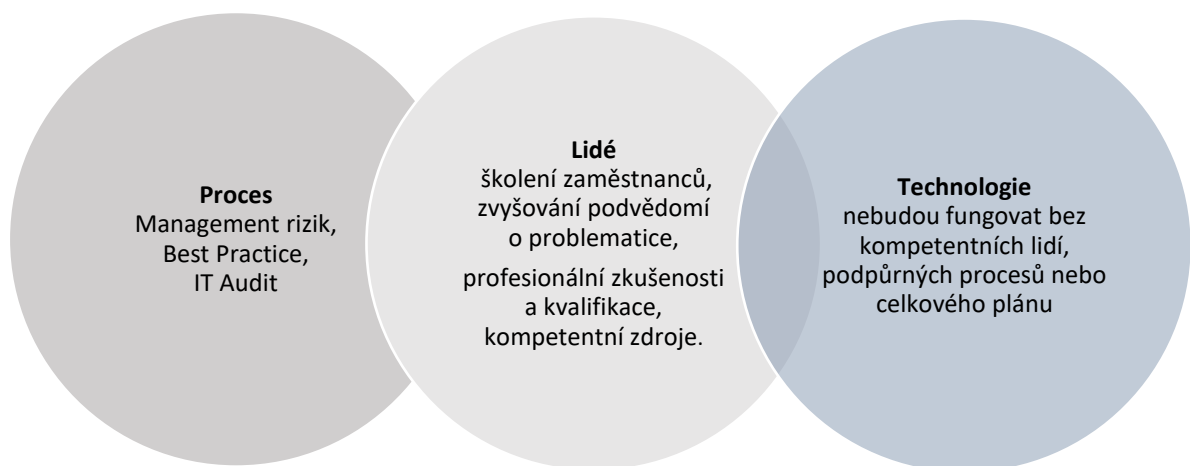 Proces
Management rizik,
Best Practice,
IT Audit
Lidé
školení zaměstnanců,
zvyšování podvědomí
o problematice,
profesionální zkušenosti
a kvalifikace,
kompetentní zdroje.
Technologie
nebudou fungovat bez
kompetentních lidí,
podpůrných procesů nebo
celkového plánu